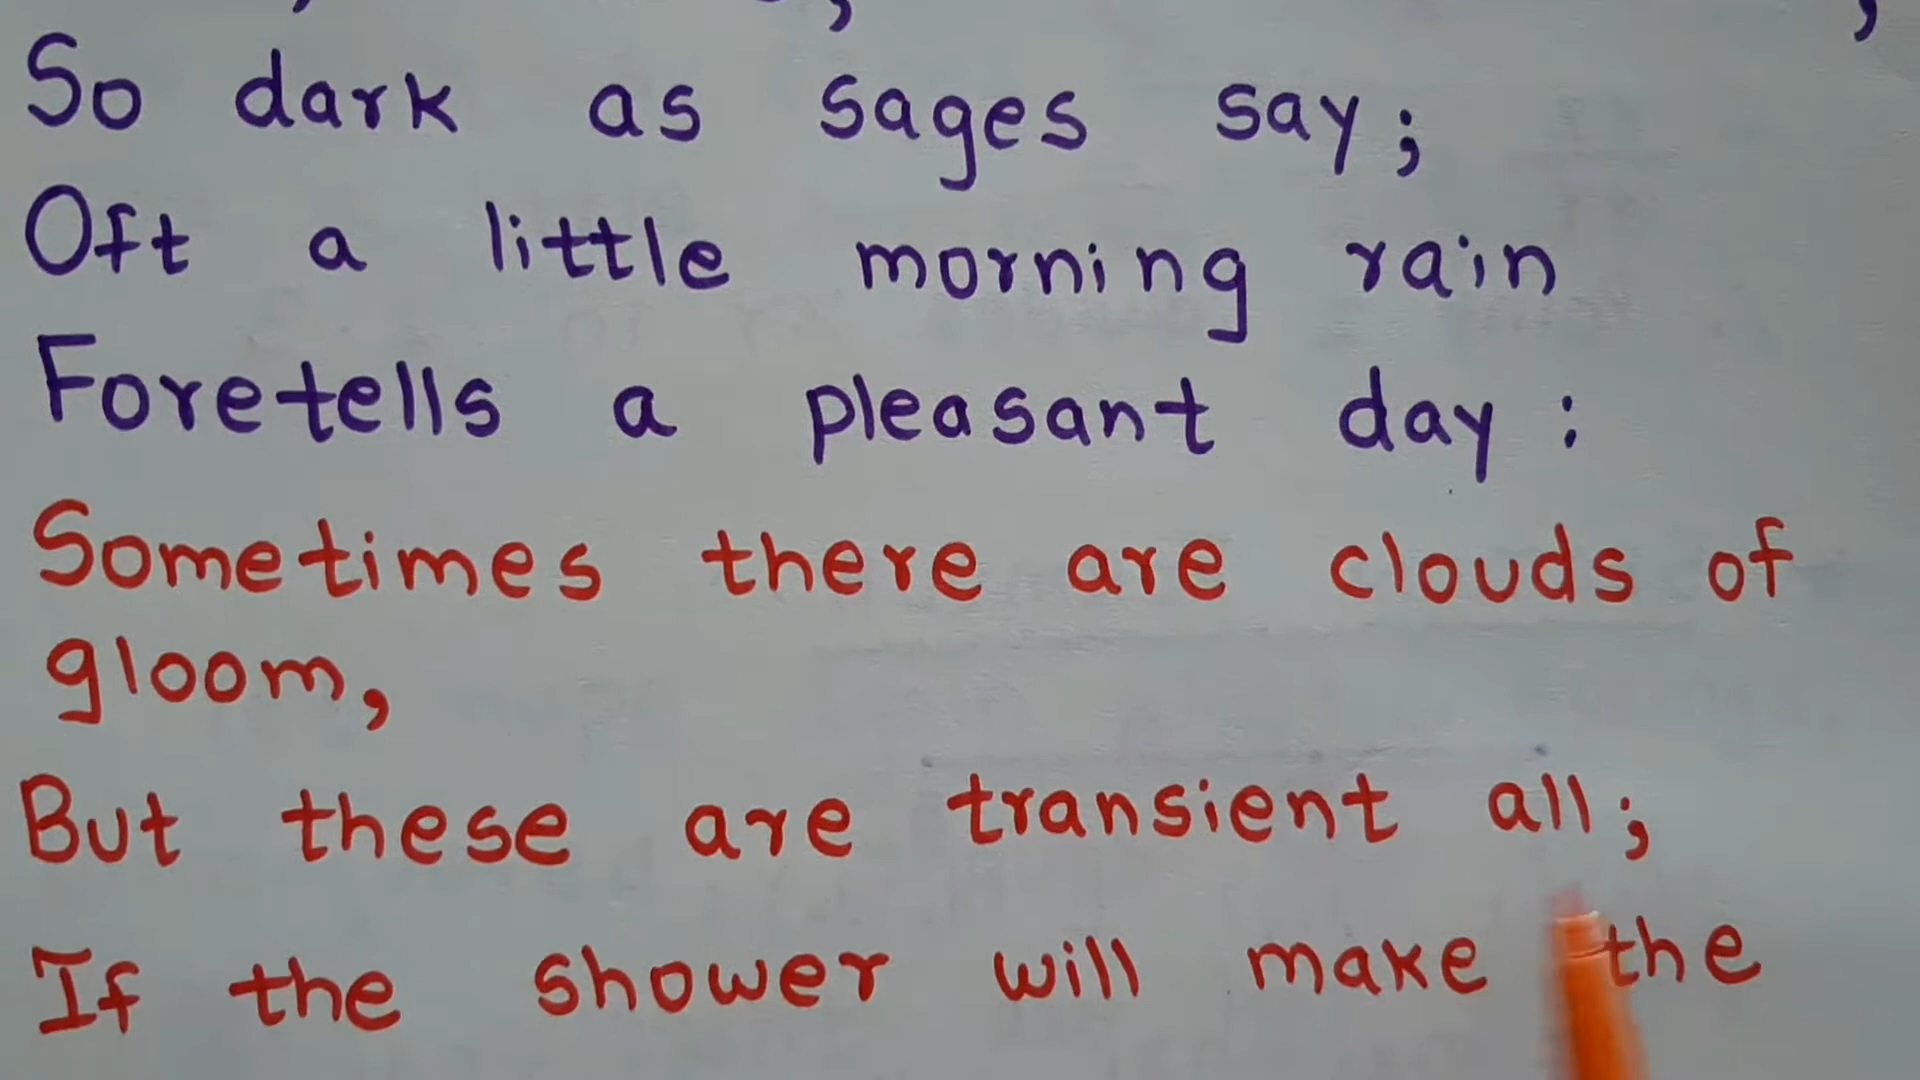 So dark as sages say;
Oft a little morning rain
Foretells a pleasant day :
Sometimes there are clouds of
gloom,
But these are transient all;
If the shower will make the